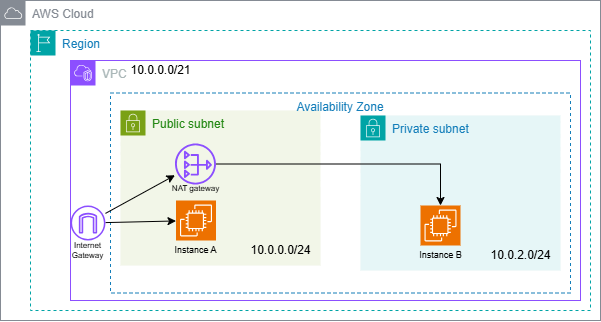 AWS Cloud
Region
VPC 10.0.0.0/21
Availability Zone
Public subnet
Private subnet
NAT gateway
Internet
Gateway
Instance A
Instance B
10.0.0.0/24
10.0.2.0/24